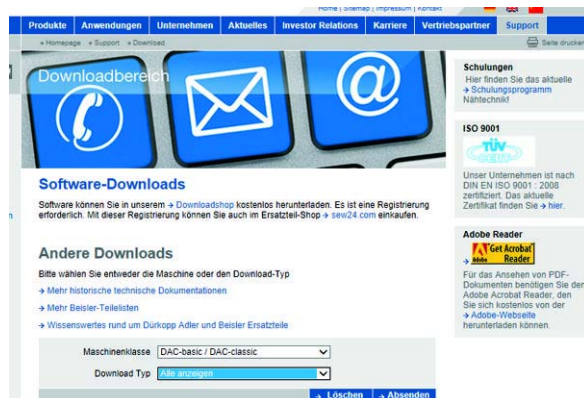 Home | Sitemap | Impressum | Kontakt
Produkte Anwendungen Unternehmen Aktuelles Investor Relations Karriere Vertriebspartner Support
Homepage Support Download Seite drucken
Downloadbereich
Software-Downloads
Software können Sie in unserem → Downloadshop kostenlos herunterladen. Es ist eine Registrierung
erforderlich. Mit dieser Registrierung können Sie auch im Ersatzteil-Shop → sew24.com einkaufen.
Andere Downloads
Bitte wählen Sie entweder die Maschine oder den Download-Typ
→ Mehr historische technische Dokumentationen
→ Mehr Beisler-Teilelisten
→ Wissenswertes rund um Dürkopp Adler und Beisler Ersatzteile
Maschinenklasse DAC-basic / DAC-classic
Download Typ Alle anzeigen
→ Löschen → Absenden
Schulungen
Hier finden Sie das aktuelle
→ Schulungsprogramm
Nähtechnik!
ISO 9001
TÜV
CERT
Unser Unternehmen ist nach
DIN EN ISO 9001 : 2008
zertifiziert. Das aktuelle
Zertifikat finden Sie → hier.
Adobe Reader
Get Acrobat
Reader
Adobe
→
Für das Ansehen von PDF-
Dokumenten benötigen Sie den
Adobe Acrobat Reader, den
Sie sich kostenlos von der
→ Adobe-Webseite
herunterladen können.